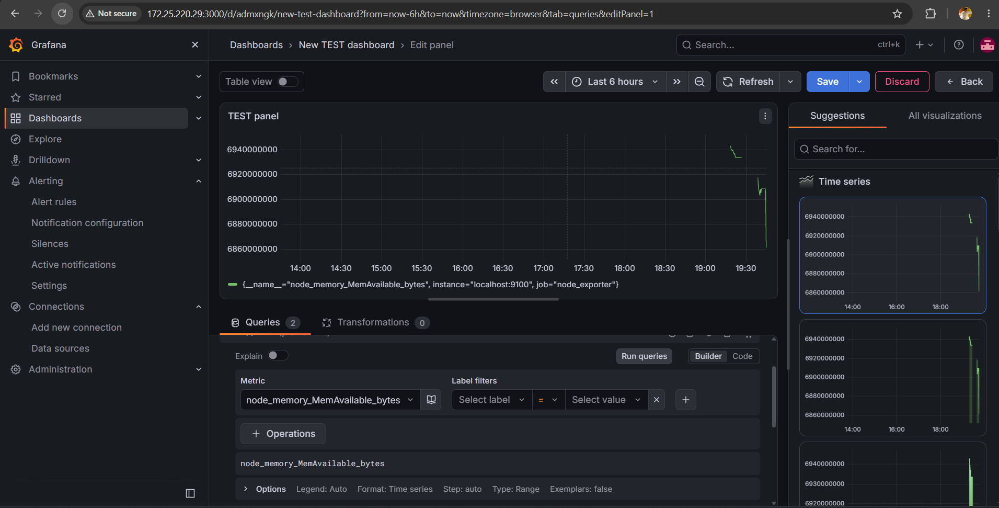 Not secure 172.25.220.29:3000/d/admxngk/new-test-dashboard?from=now-6h&to=now&timezone=browser&tab=queries&editPanel=1
Grafana
Dashboards › New TEST dashboard › Edit panel
Search... ctrl+k
Bookmarks
Starred
Dashboards
Explore
Drilldown
Alerting
Alert rules
Notification configuration
Silences
Active notifications
Settings
Connections
Add new connection
Data sources
Administration
Table view
Last 6 hours
Refresh
Save
Discard
Back
TEST panel
6940000000
6920000000
6900000000
6880000000
6860000000
14:00 14:30 15:00 15:30 16:00 16:30 17:00 17:30 18:00 18:30 19:00 19:30
{__name__="node_memory_MemAvailable_bytes", instance="localhost:9100", job="node_exporter"}
Queries 2
Transformations 0
Explain
Run queries
Builder Code
Metric
Label filters
node_memory_MemAvailable_bytes
Select label = Select value
+ Operations
node_memory_MemAvailable_bytes
Options Legend: Auto Format: Time series Step: auto Type: Range Exemplars: false
Suggestions All visualizations
Search for...
Time series
6940000000
6920000000
6900000000
6880000000
6860000000
14:00 16:00 18:00
6940000000
6920000000
6900000000
6880000000
6860000000
14:00 16:00 18:00
6940000000
6930000000
6920000000